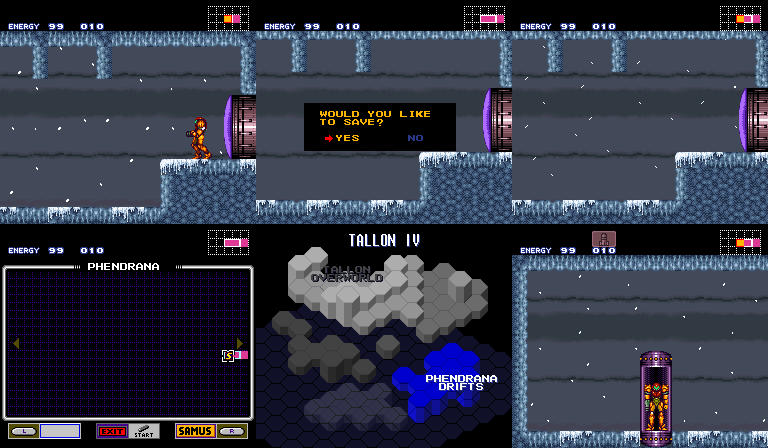 ENERGY 99 010
ENERGY 99 010
WOULD YOU LIKE
TO SAVE?
YES NO
ENERGY 99 010
ENERGY 99 010
PHENDRANA
S
L EXIT START SAMUS R
TALLON IV
TALLON
OVERWORLD
PHENDRANA
DRIFTS
ENERGY 99 010